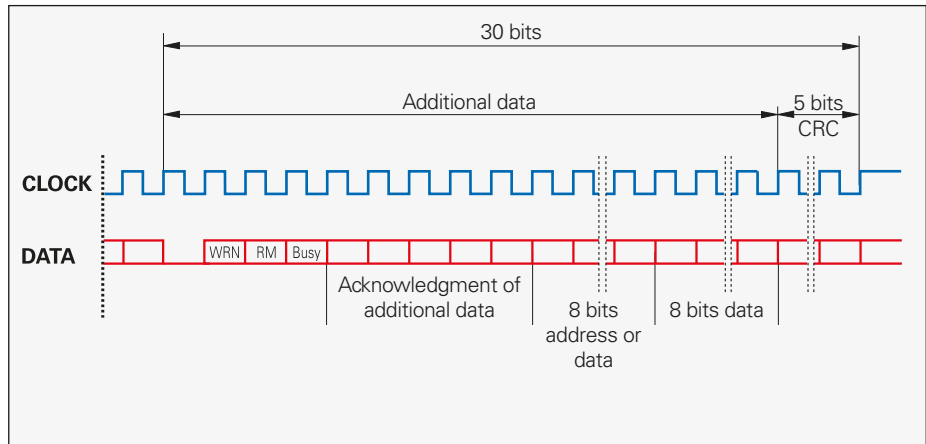 30 bits
Additional data
5 bits
CRC
CLOCK
DATA
WRN
RM
Busy
Acknowledgment of
additional data
8 bits
address or
data
8 bits data